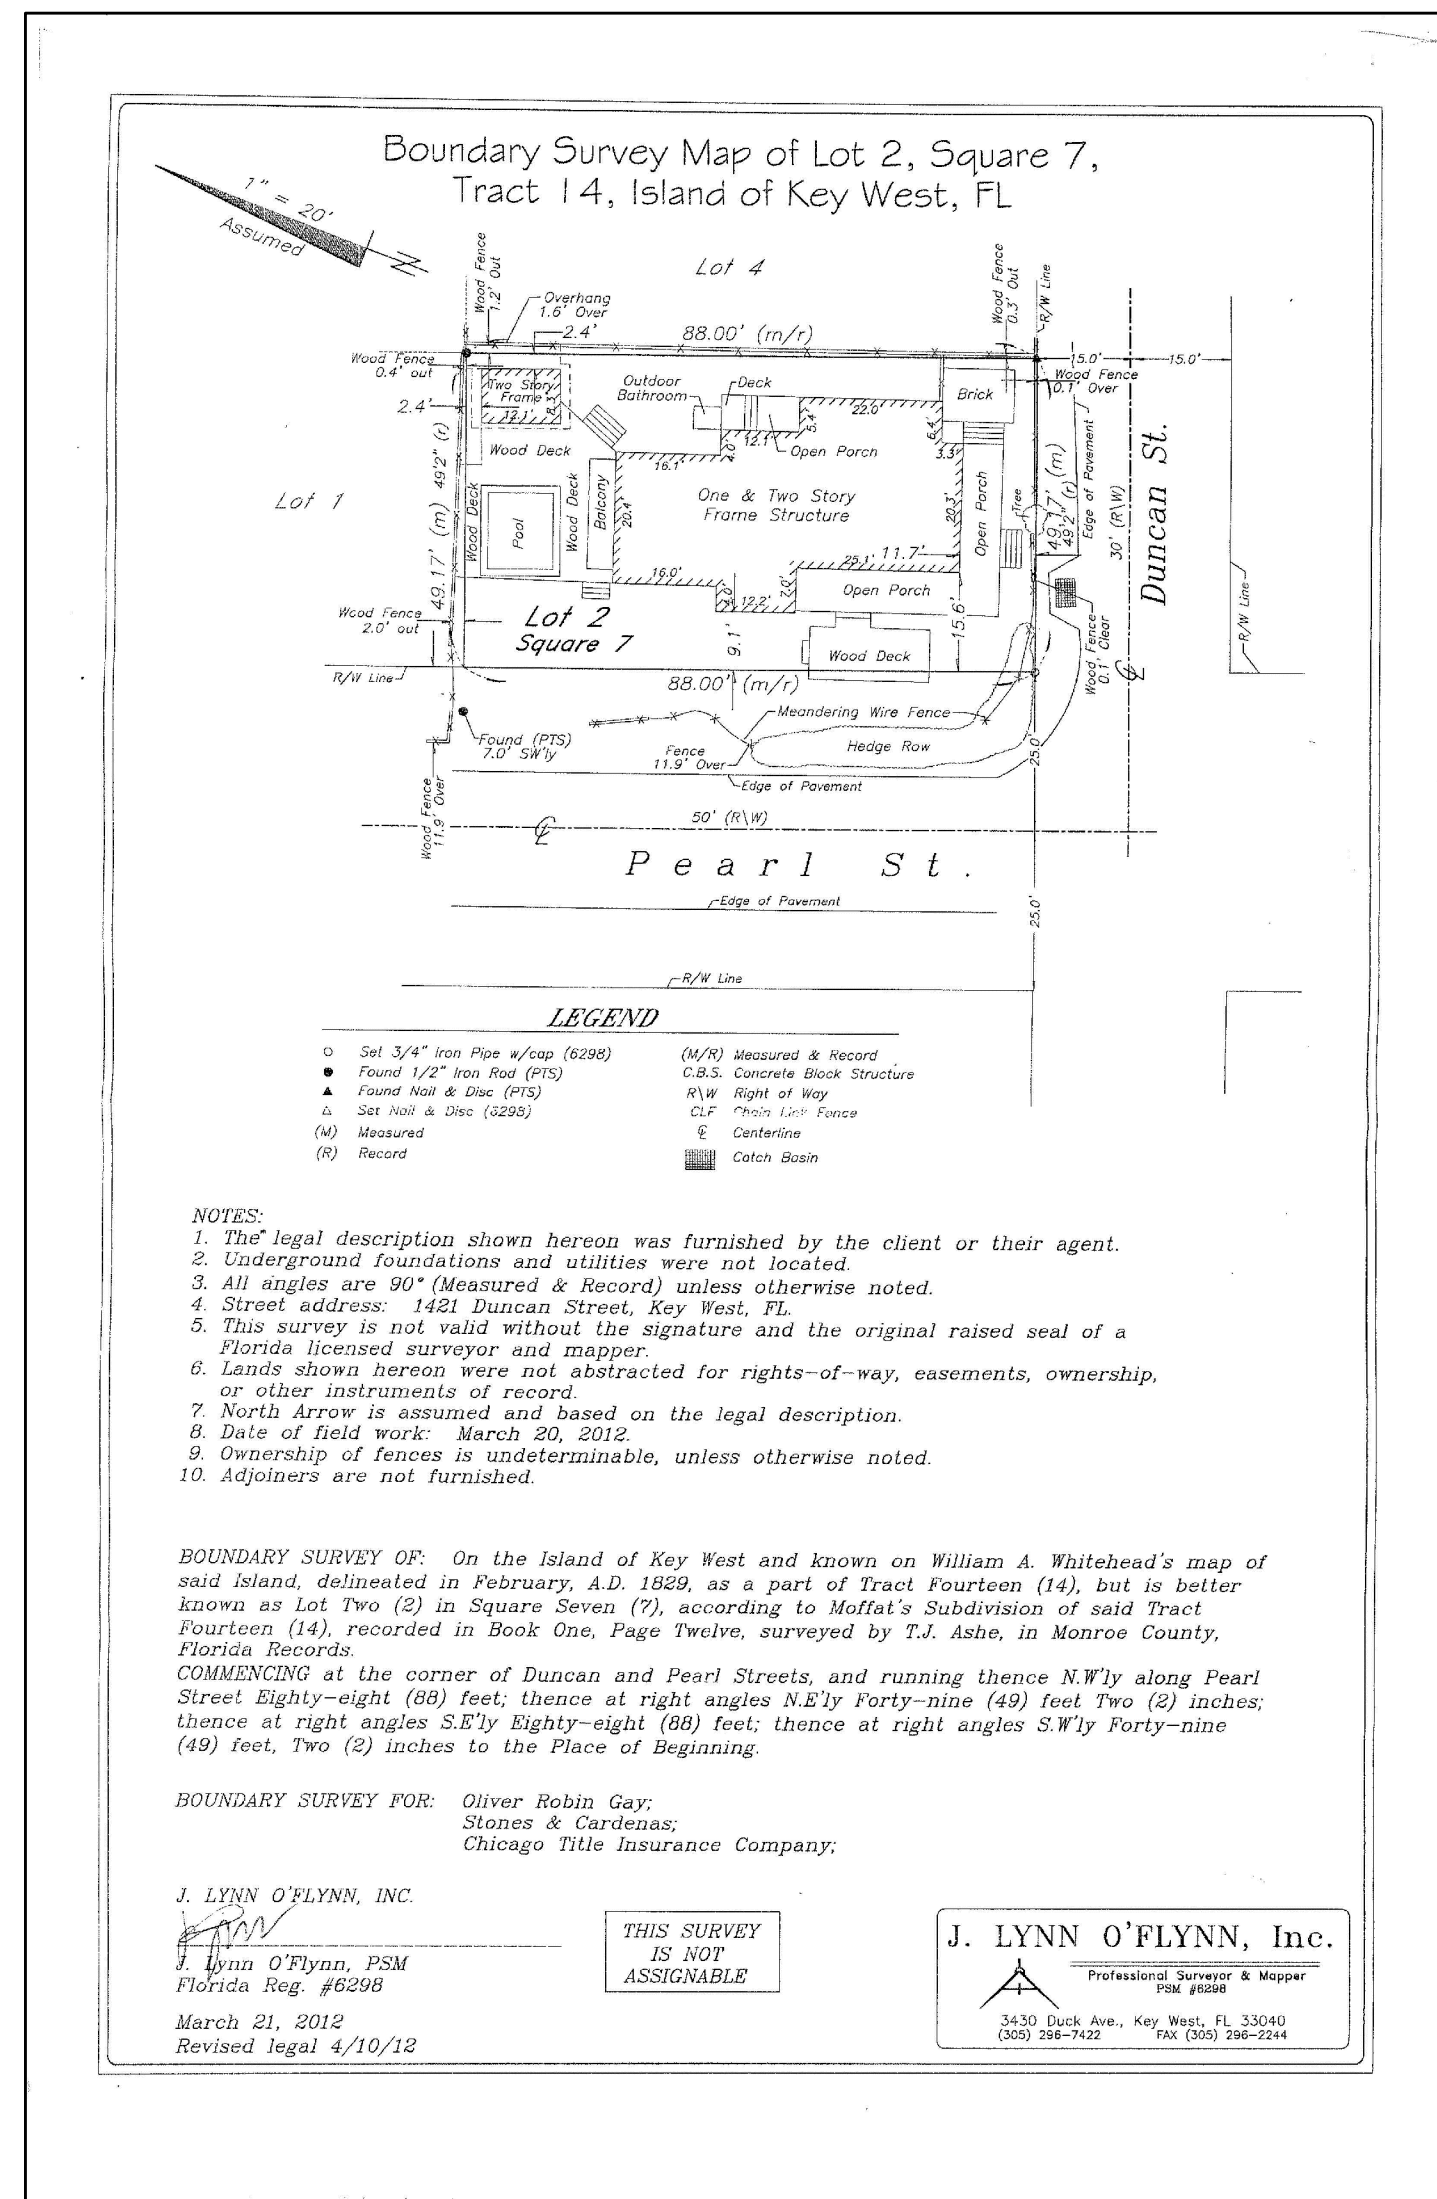 Boundary Survey Map of Lot 2, Square 7,
Tract 14, Island of Key West, FL
1" = 20'
Assumed
N
Lot 4
Wood Fence
1.2' Out
Overhang
1.6' Over
2.4'
88.00' (m/r)
Wood Fence
0.3' Out
R/W Line
15.0'
15.0'
Wood Fence
0.4' out
Wood Fence
0.1' Over
Two Story
Frame
12.1'
8.3'
2.4'
Outdoor
Bathroom
Deck
22.0'
Brick
5.4'
6.4'
12.1'
4.0'
Open Porch
3.3'
Wood Deck
16.1'
49.17' (m) 49'2" (r)
Lot 1
Wood Deck
Pool
Wood Deck
Balcony
20.4'
One & Two Story
Frame Structure
20.3'
Open Porch
Tree
49.17' (m)
49'2" (r)
Edge of Pavement
30' (R\W)
Duncan St.
25.1'
11.7'
16.0'
7.0'
12.2'
Open Porch
Wood Fence
2.0' out
Lot 2
Square 7
9.1'
15.6'
Wood Deck
Wood Fence
0.1' Clear
R/W Line
R/W Line
88.00' (m/r)
Meandering Wire Fence
Found (PTS)
7.0' SW'ly
Fence
11.9' Over
Hedge Row
25.0'
Edge of Pavement
Wood Fence
11.9' Over
50' (R\W)
Pearl St.
Edge of Pavement
25.0'
R/W Line
LEGEND
Set 3/4" Iron Pipe w/cap (6298)
Found 1/2" Iron Rod (PTS)
Found Nail & Disc (PTS)
Set Nail & Disc (6298)
(M) Measured
(R) Record
(M/R) Measured & Record
C.B.S. Concrete Block Structure
R\W Right of Way
CLF Chain Link Fence
℄ Centerline
Catch Basin
NOTES:
1. The legal description shown hereon was furnished by the client or their agent.
2. Underground foundations and utilities were not located.
3. All angles are 90° (Measured & Record) unless otherwise noted.
4. Street address: 1421 Duncan Street, Key West, FL.
5. This survey is not valid without the signature and the original raised seal of a
Florida licensed surveyor and mapper.
6. Lands shown hereon were not abstracted for rights-of-way, easements, ownership,
or other instruments of record.
7. North Arrow is assumed and based on the legal description.
8. Date of field work: March 20, 2012.
9. Ownership of fences is undeterminable, unless otherwise noted.
10. Adjoiners are not furnished.
BOUNDARY SURVEY OF: On the Island of Key West and known on William A. Whitehead's map of
said Island, delineated in February, A.D. 1829, as a part of Tract Fourteen (14), but is better
known as Lot Two (2) in Square Seven (7), according to Moffat's Subdivision of said Tract
Fourteen (14), recorded in Book One, Page Twelve, surveyed by T.J. Ashe, in Monroe County,
Florida Records.
COMMENCING at the corner of Duncan and Pearl Streets, and running thence N.W'ly along Pearl
Street Eighty-eight (88) feet; thence at right angles N.E'ly Forty-nine (49) feet Two (2) inches;
thence at right angles S.E'ly Eighty-eight (88) feet; thence at right angles S.W'ly Forty-nine
(49) feet, Two (2) inches to the Place of Beginning.
BOUNDARY SURVEY FOR: Oliver Robin Gay;
Stones & Cardenas;
Chicago Title Insurance Company;
J. LYNN O'FLYNN, INC.
J. Lynn O'Flynn, PSM
Florida Reg. #6298
March 21, 2012
Revised legal 4/10/12
THIS SURVEY
IS NOT
ASSIGNABLE
J. LYNN O'FLYNN, Inc.
Professional Surveyor & Mapper
PSM #6298
3430 Duck Ave., Key West, FL 33040
(305) 296-7422 FAX (305) 296-2244